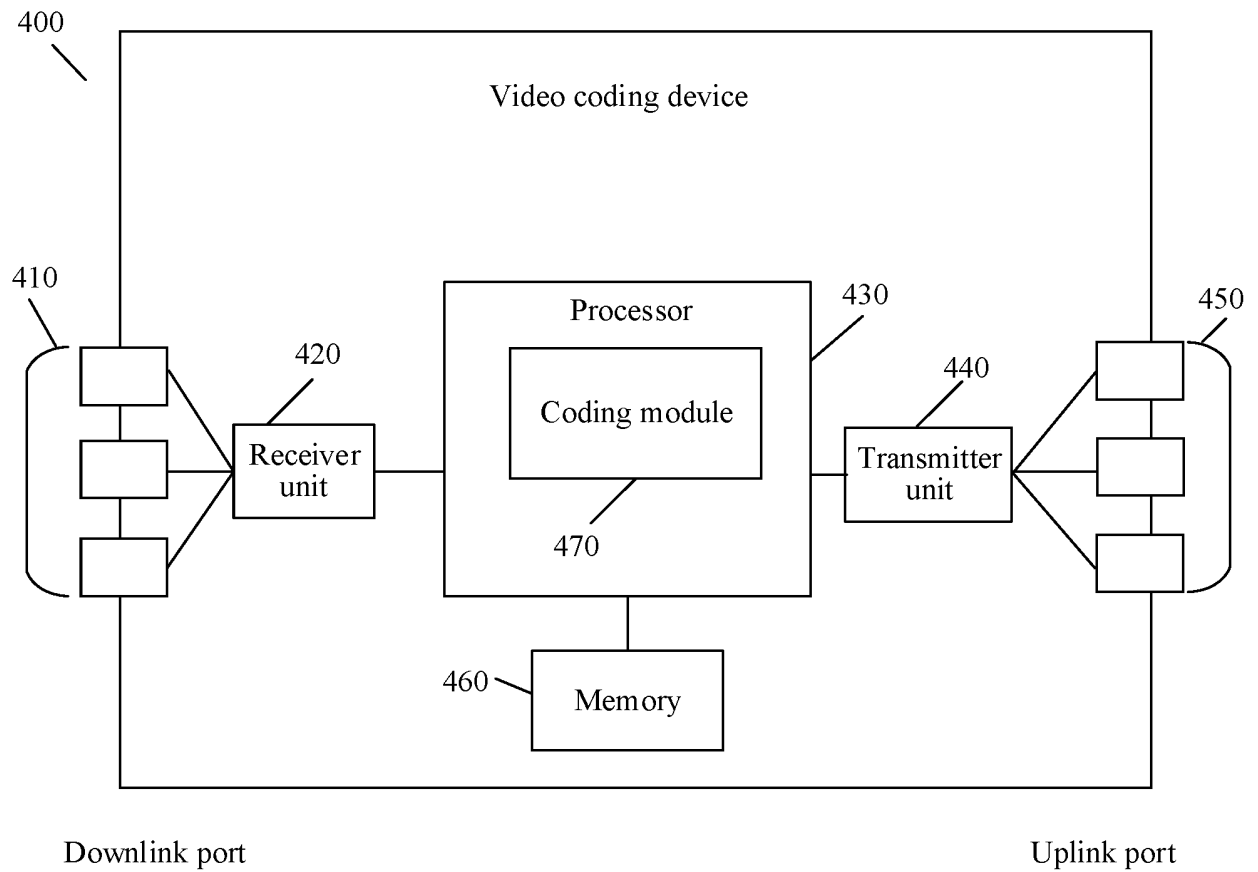 400
Video coding device
410
420
Processor
430
450
440
Coding module
Receiver
unit
Transmitter
unit
470
460
Memory
Downlink port
Uplink port